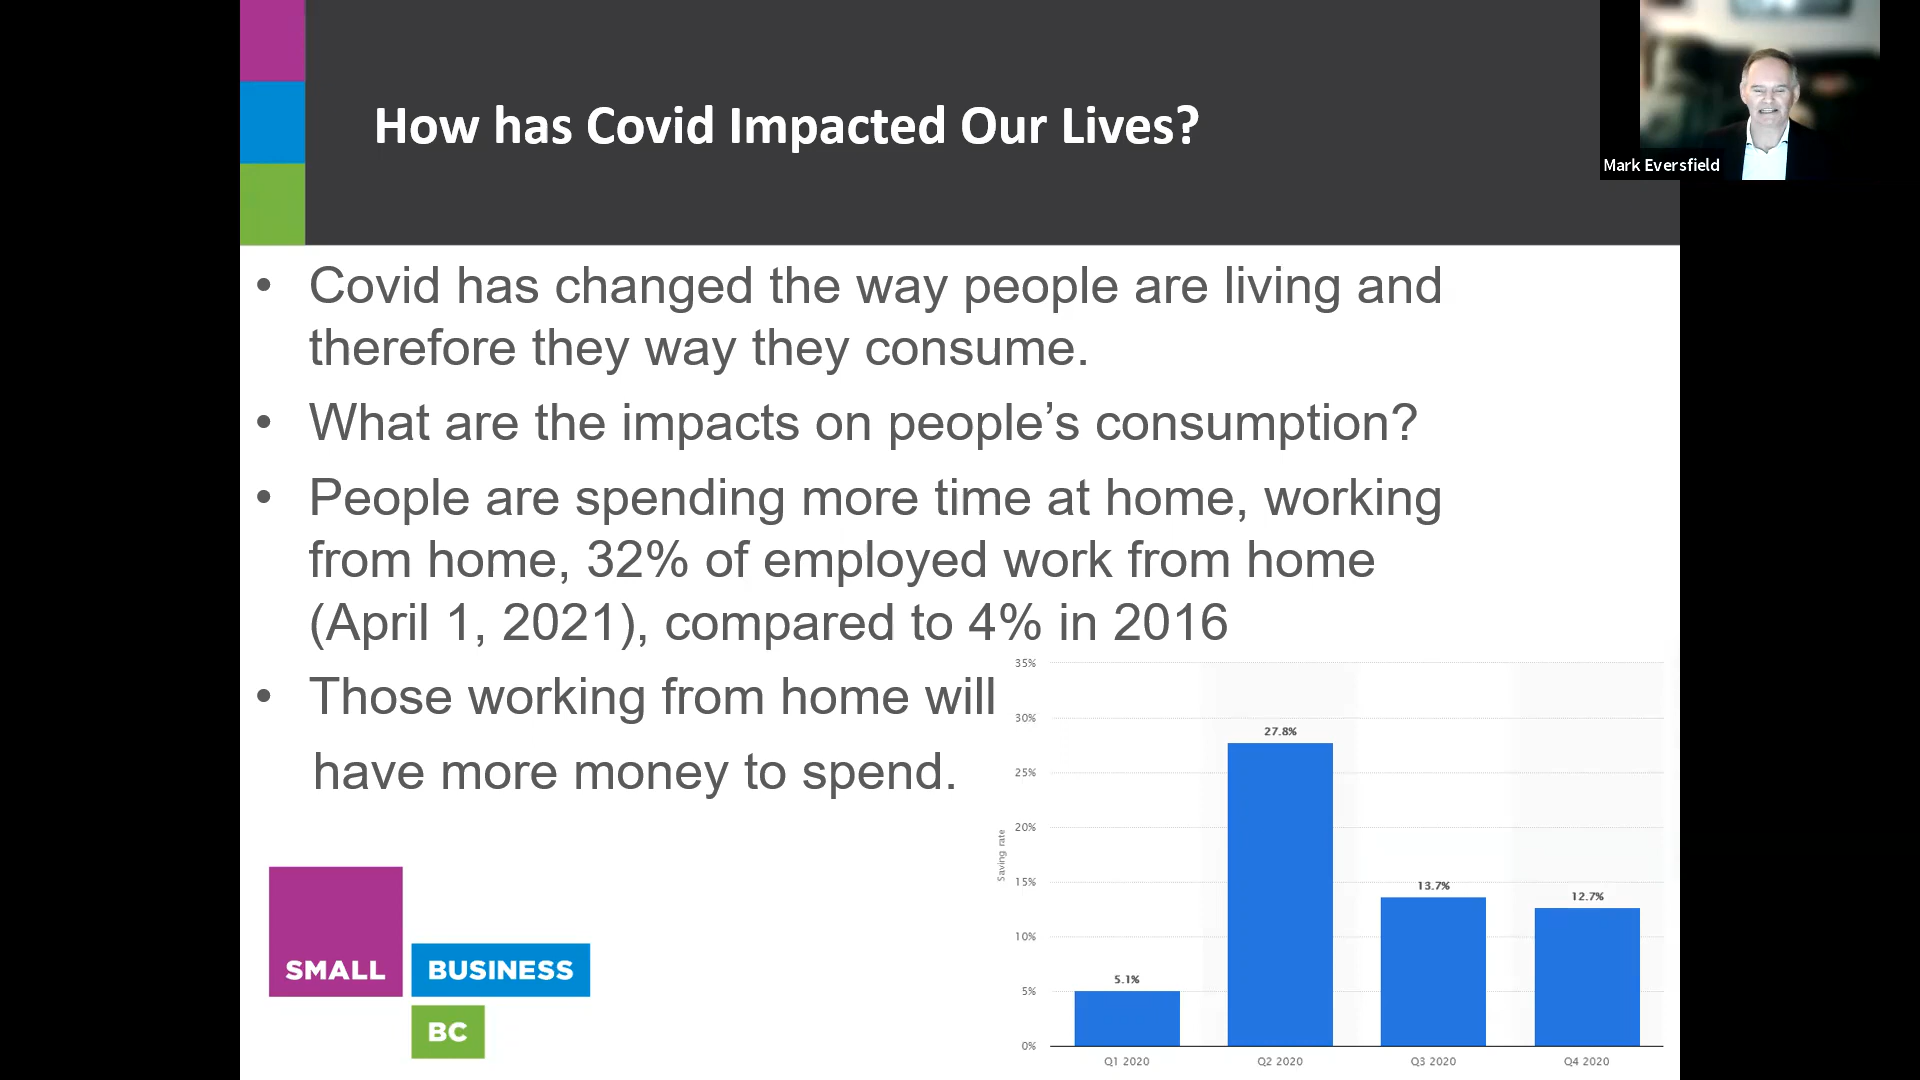 How has Covid Impacted Our Lives?
Mark Eversfield
• Covid has changed the way people are living and
therefore they way they consume.
• What are the impacts on people’s consumption?
• People are spending more time at home, working
from home, 32% of employed work from home
(April 1, 2021), compared to 4% in 2016
• Those working from home will
have more money to spend.
35%
30%
25%
20%
15%
10%
5%
0%
Saving rate
5.1%
27.8%
13.7%
12.7%
Q1 2020
Q2 2020
Q3 2020
Q4 2020
SMALL
BUSINESS
BC